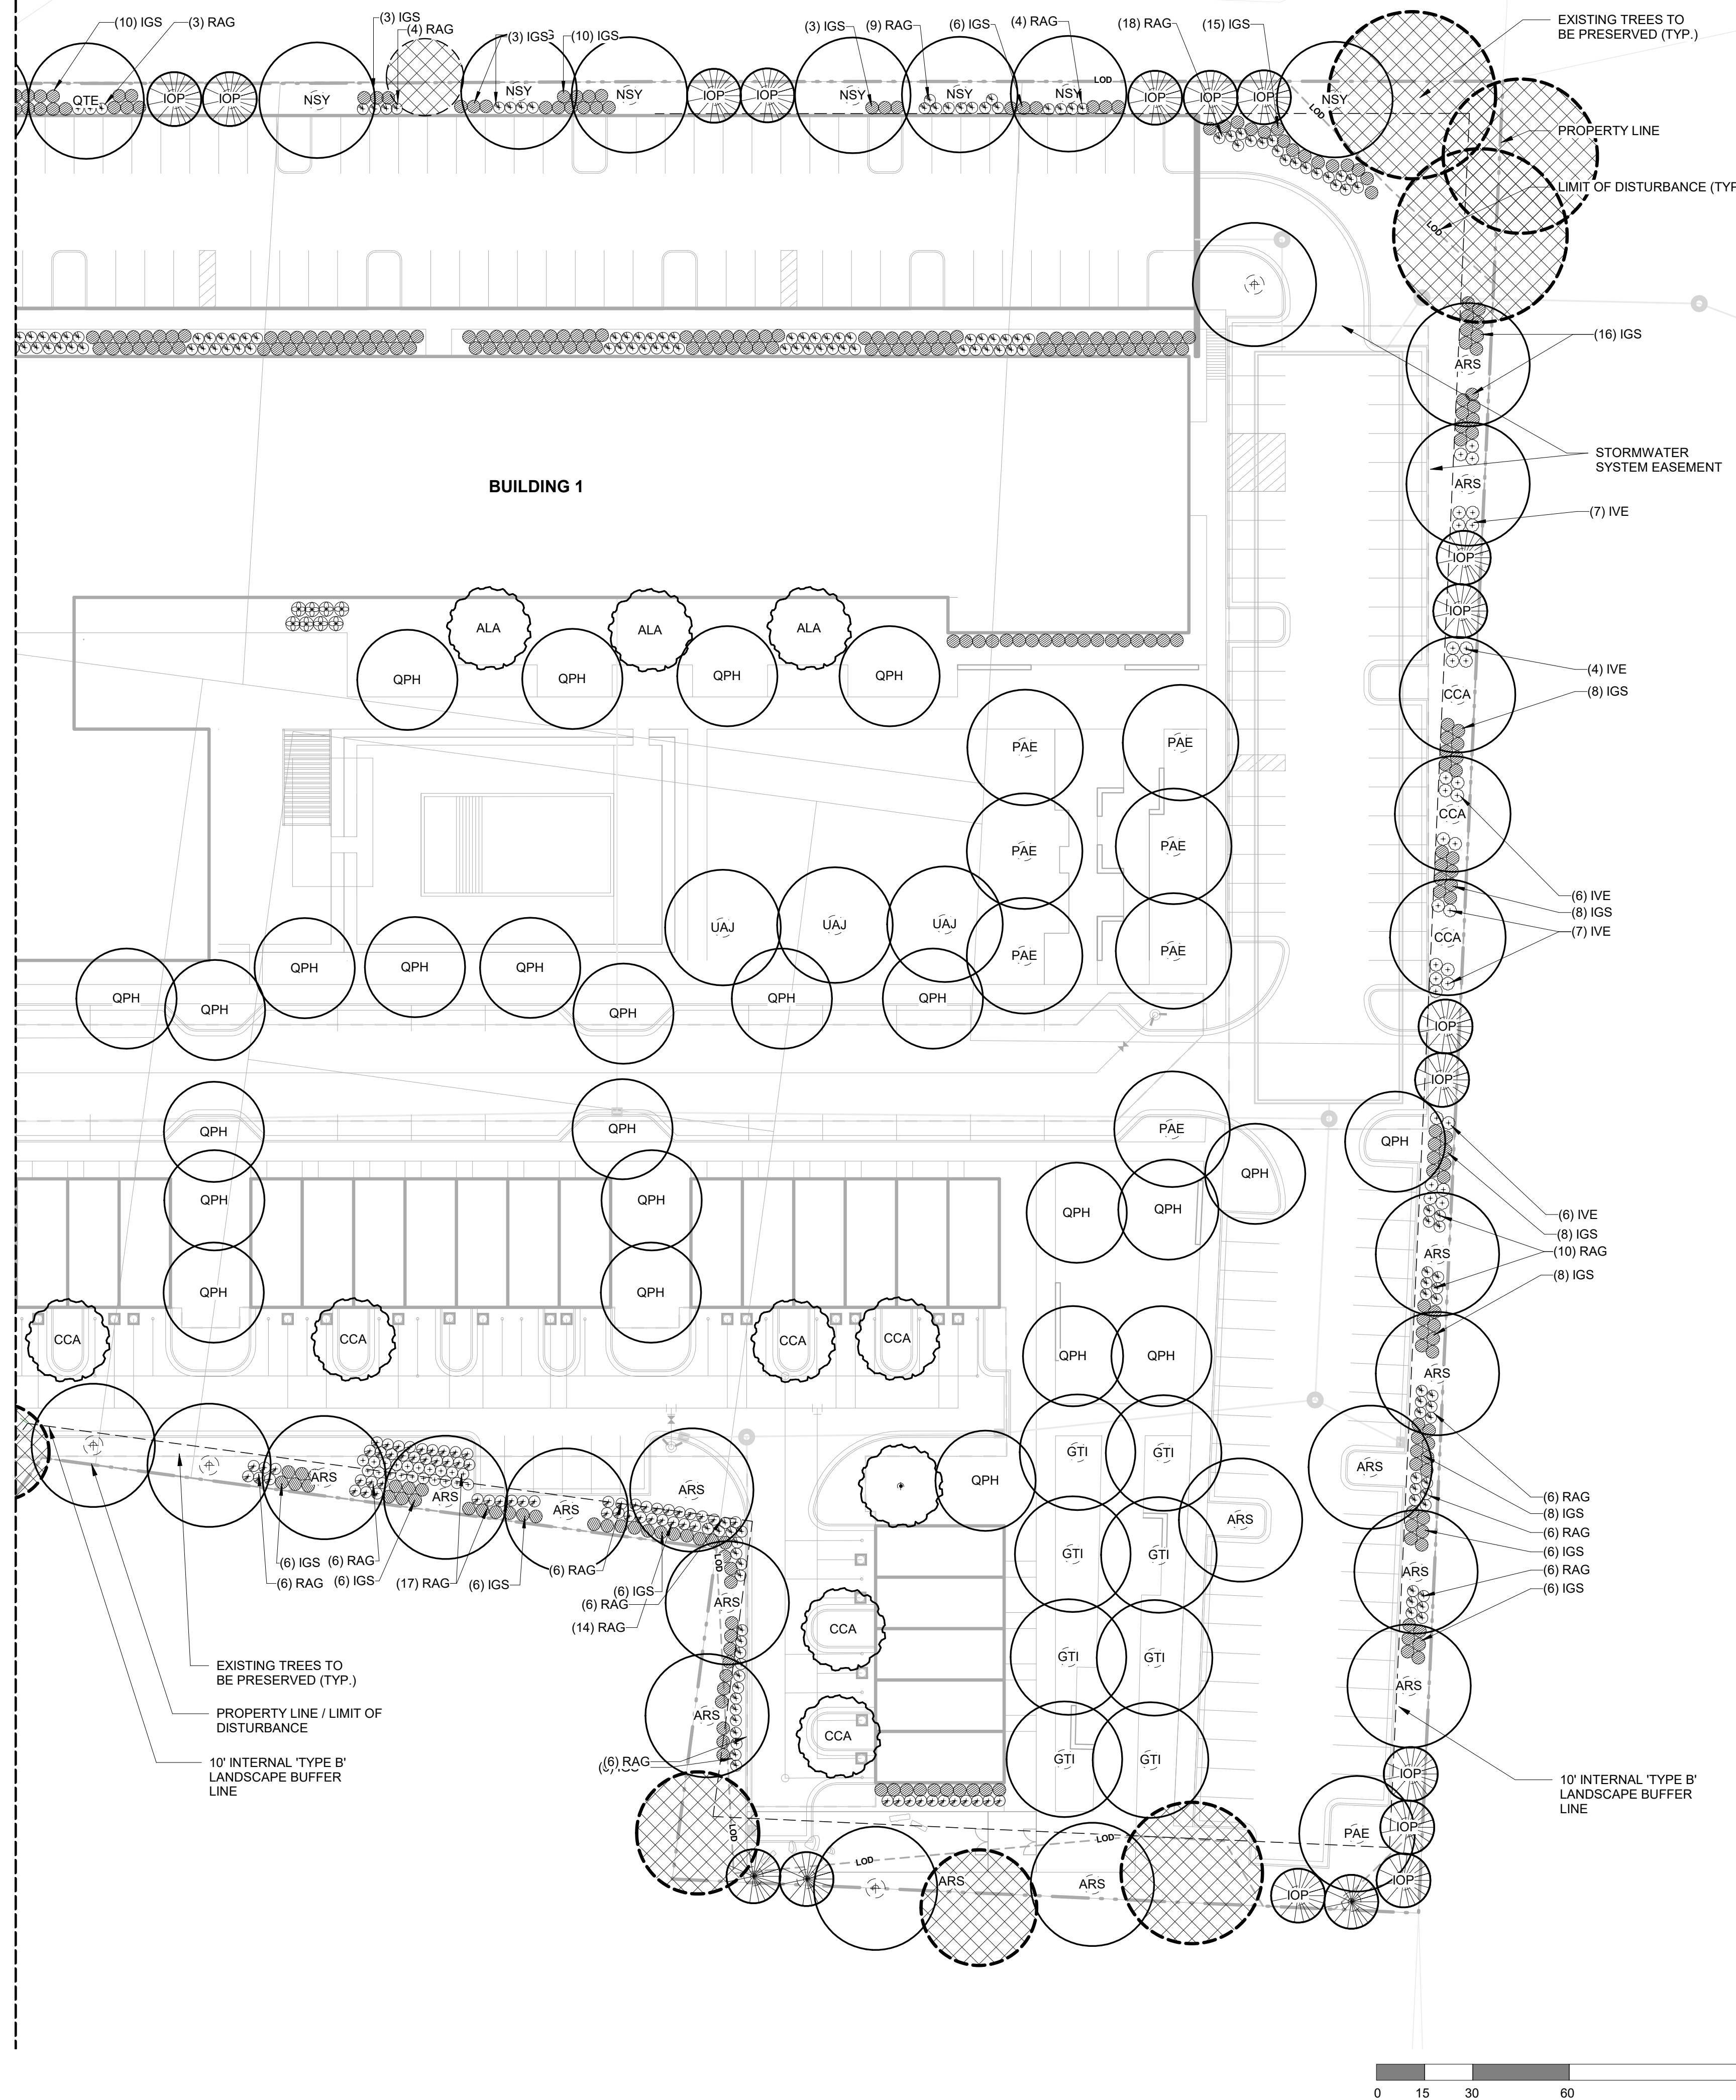 (10) IGS
(3) RAG
(3) IGS
(4) RAG
(3) IGS
(10) IGS
(3) IGS
(9) RAG
(6) IGS
(4) RAG
(18) RAG
(15) IGS
EXISTING TREES TO
BE PRESERVED (TYP.)
QTE
IOP
IOP
NSY
NSY
NSY
IOP
IOP
NSY
NSY
NSY
LOD
IOP
IOP
IOP
NSY
LOD
PROPERTY LINE
LIMIT OF DISTURBANCE (TYP
LOD
(16) IGS
ARS
STORMWATER
SYSTEM EASEMENT
BUILDING 1
ARS
(7) IVE
IOP
IOP
ALA
ALA
ALA
QPH
QPH
QPH
QPH
(4) IVE
(8) IGS
CCA
PAE
PAE
CCA
PAE
PAE
(6) IVE
(8) IGS
(7) IVE
UAJ
UAJ
UAJ
CCA
PAE
PAE
QPH
QPH
QPH
QPH
QPH
QPH
QPH
QPH
IOP
IOP
QPH
QPH
PAE
QPH
QPH
QPH
QPH
QPH
QPH
(6) IVE
(8) IGS
(10) RAG
(8) IGS
ARS
QPH
QPH
CCA
CCA
CCA
CCA
QPH
QPH
ARS
ARS
ARS
ARS
ARS
QPH
GTI
GTI
ARS
ARS
(6) RAG
(8) IGS
(6) RAG
(6) IGS
(6) RAG
(6) IGS
(6) IGS
(6) RAG
(6) RAG
(6) IGS
(17) RAG
(6) IGS
(6) RAG
(6) IGS
(6) RAG
(14) RAG
LOD
ARS
GTI
GTI
ARS
CCA
GTI
GTI
ARS
EXISTING TREES TO
BE PRESERVED (TYP.)
PROPERTY LINE / LIMIT OF
DISTURBANCE
10' INTERNAL 'TYPE B'
LANDSCAPE BUFFER
LINE
ARS
(6) RAG
CCA
GTI
GTI
IOP
10' INTERNAL 'TYPE B'
LANDSCAPE BUFFER
LINE
LOD
LOD
LOD
PAE
IOP
ARS
ARS
IOP
IOP
0 15 30 60